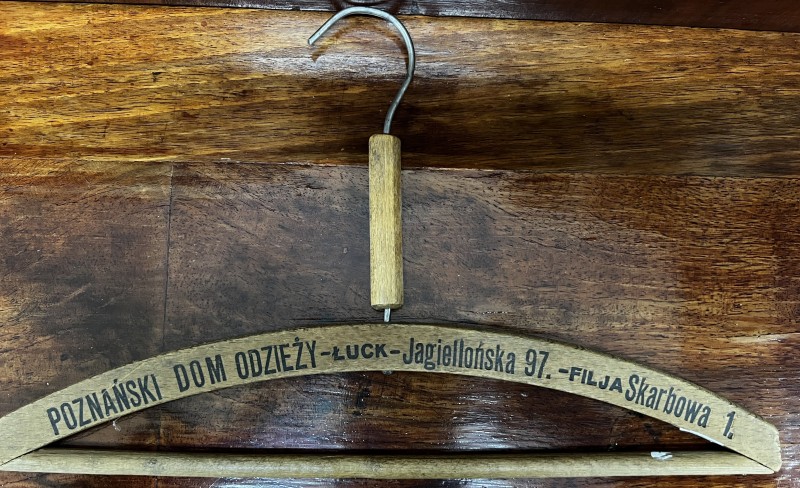 POZNAŃSKI DOM ODZIEŻY-ŁUCK-Jagiellońska 97.-FILJA Skarbowa 1.